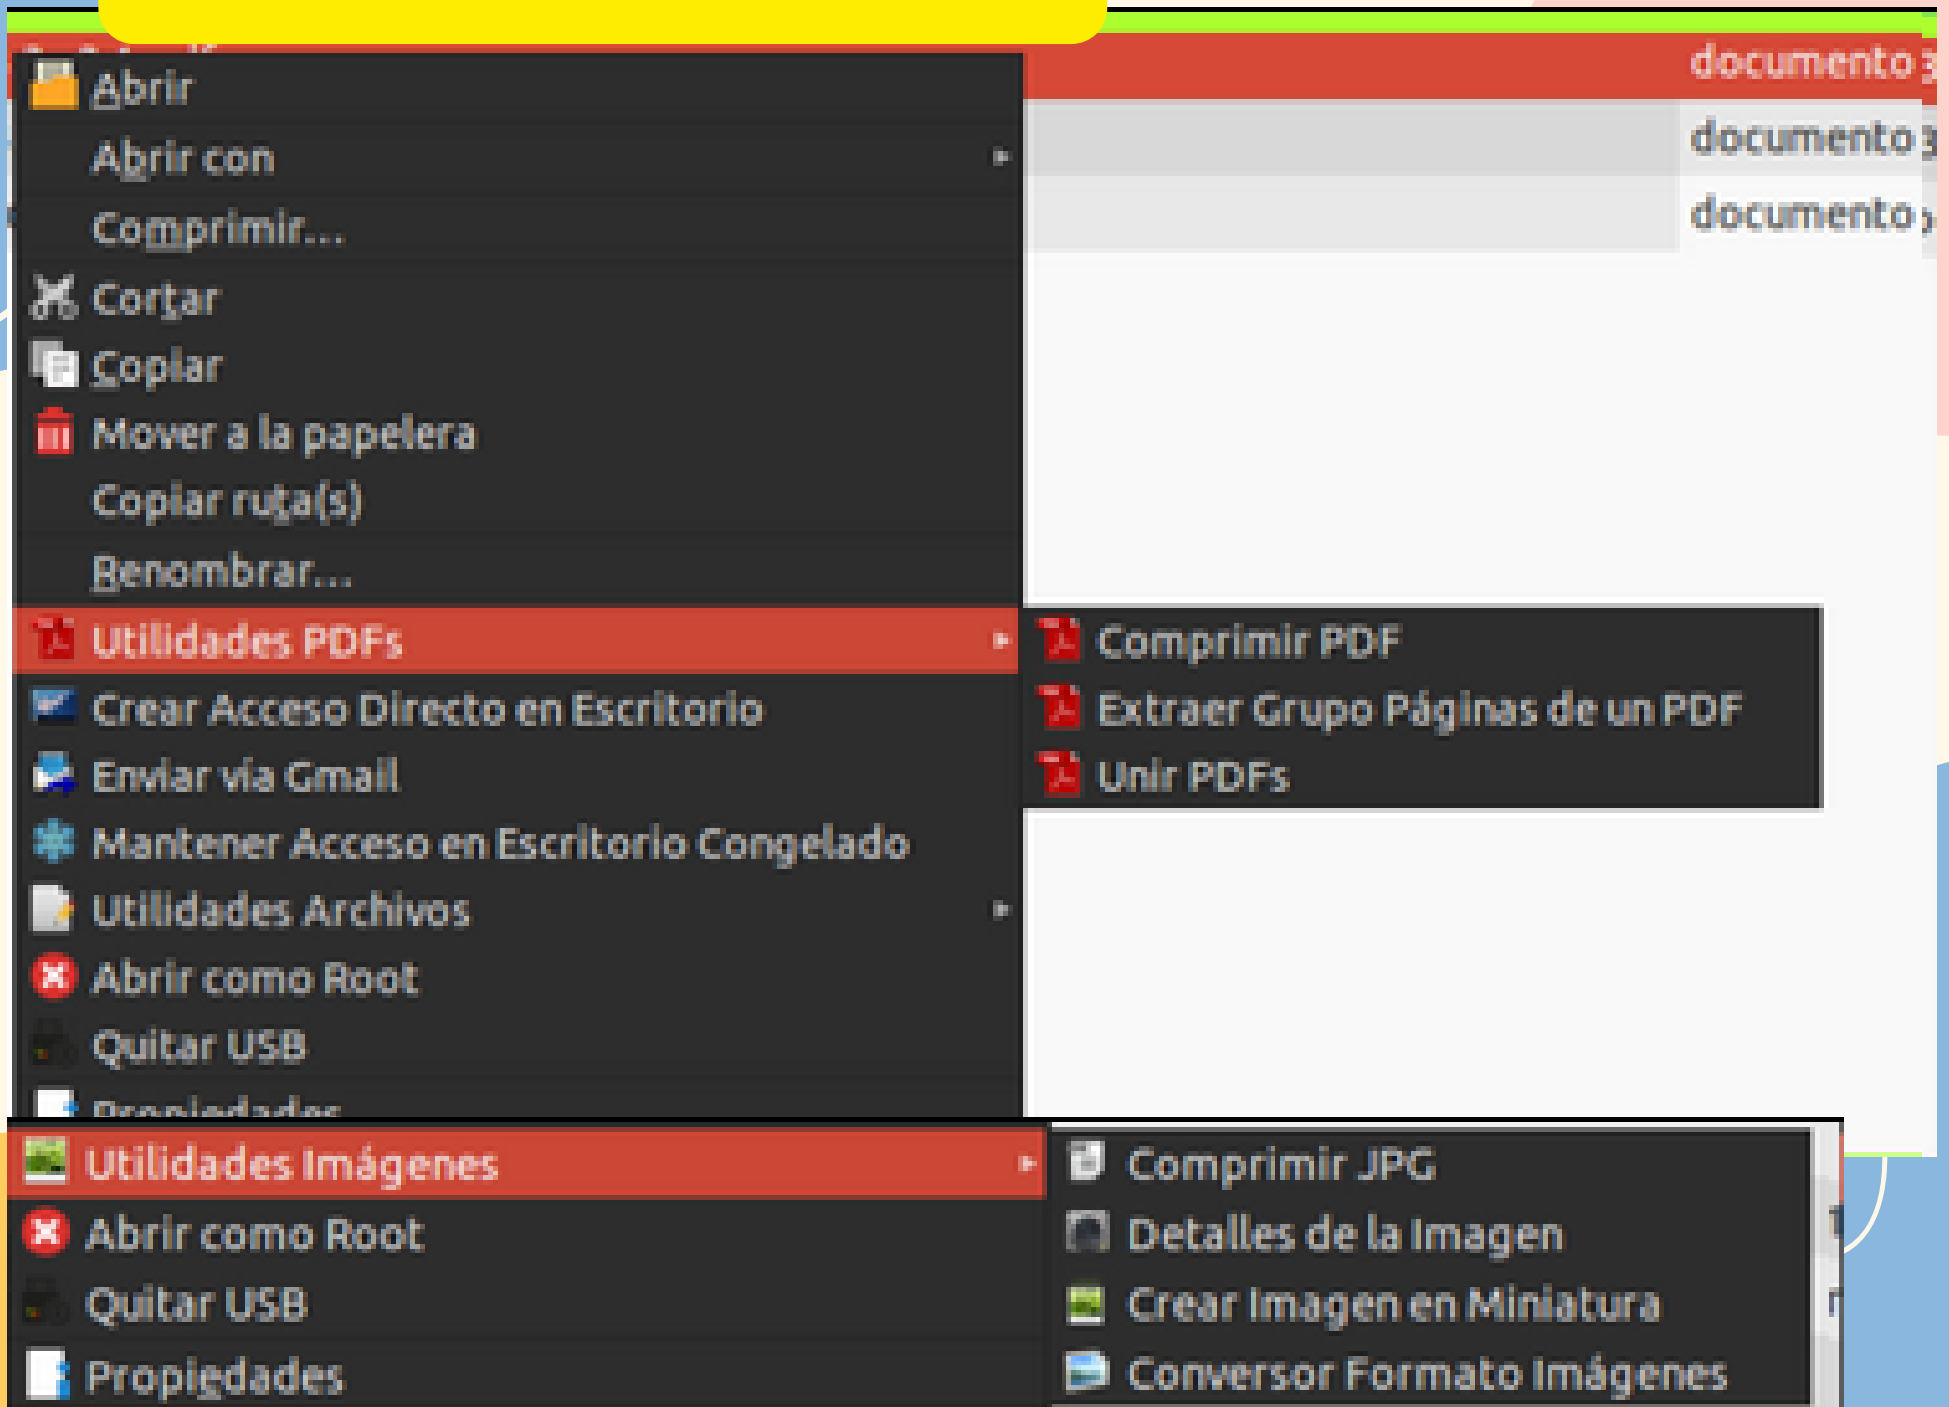 documento
Abrir
Abrir con
documento
Comprimir...
documento
Cortar
Copiar
Mover a la papelera
Copiar ruta(s)
Renombrar...
Utilidades PDFs
Comprimir PDF
Crear Acceso Directo en Escritorio
Extraer Grupo Páginas de un PDF
Enviar vía Gmail
Unir PDFs
Mantener Acceso en Escritorio Congelado
Utilidades Archivos
Abrir como Root
Quitar USB
Propiedades
Utilidades Imágenes
Comprimir JPG
Abrir como Root
Detalles de la Imagen
Quitar USB
Crear Imagen en Miniatura
Propiedades
Conversor Formato Imágenes